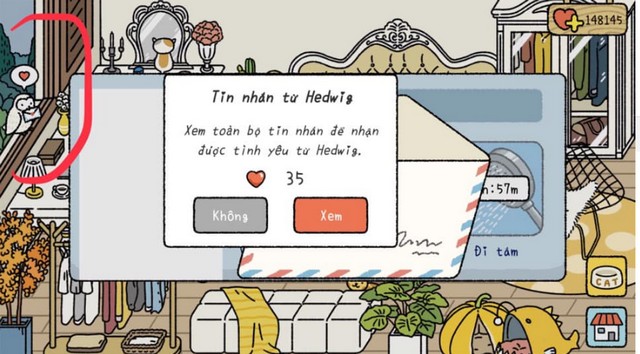 148145
Tin nhắn từ Hedwig
Xem toàn bộ tin nhắn để nhận
được tình yêu từ Hedwig.
35
Không
Xem
:57m
Đi tắm
CAT